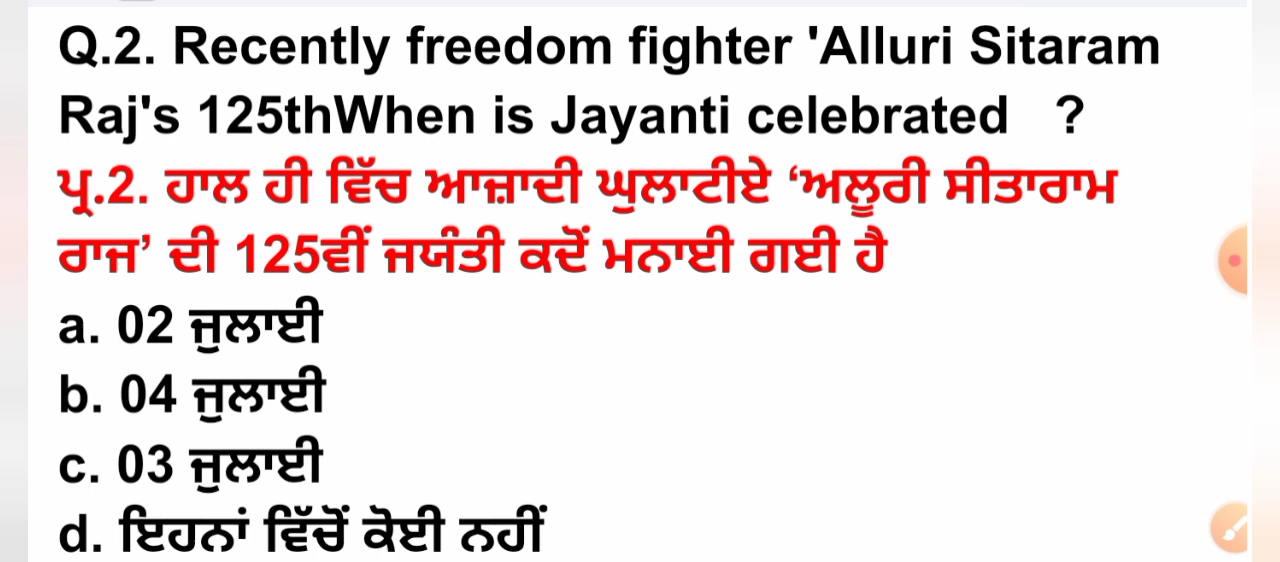 Q.2. Recently freedom fighter 'Alluri Sitaram
Raj's 125thWhen is Jayanti celebrated ?
ਪ੍ਰ.2. ਹਾਲ ਹੀ ਵਿੱਚ ਆਜ਼ਾਦੀ ਘੁਲਾਟੀਏ ‘ਅਲੂਰੀ ਸੀਤਾਰਾਮ
ਰਾਜ’ ਦੀ 125ਵੀਂ ਜਯੰਤੀ ਕਦੋਂ ਮਨਾਈ ਗਈ ਹੈ
a. 02 ਜੁਲਾਈ
b. 04 ਜੁਲਾਈ
c. 03 ਜੁਲਾਈ
d. ਇਹਨਾਂ ਵਿੱਚੋਂ ਕੋਈ ਨਹੀਂ